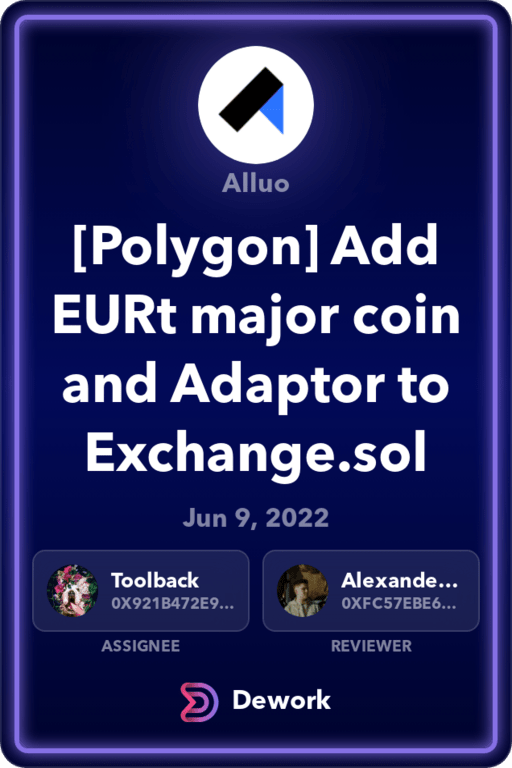 Alluo
[Polygon] Add
EURt major coin
and Adaptor to
Exchange.sol
Jun 9, 2022
Toolback
0X921B472E9...
Alexande...
0XFC57EBE6...
ASSIGNEE
REVIEWER
Dework